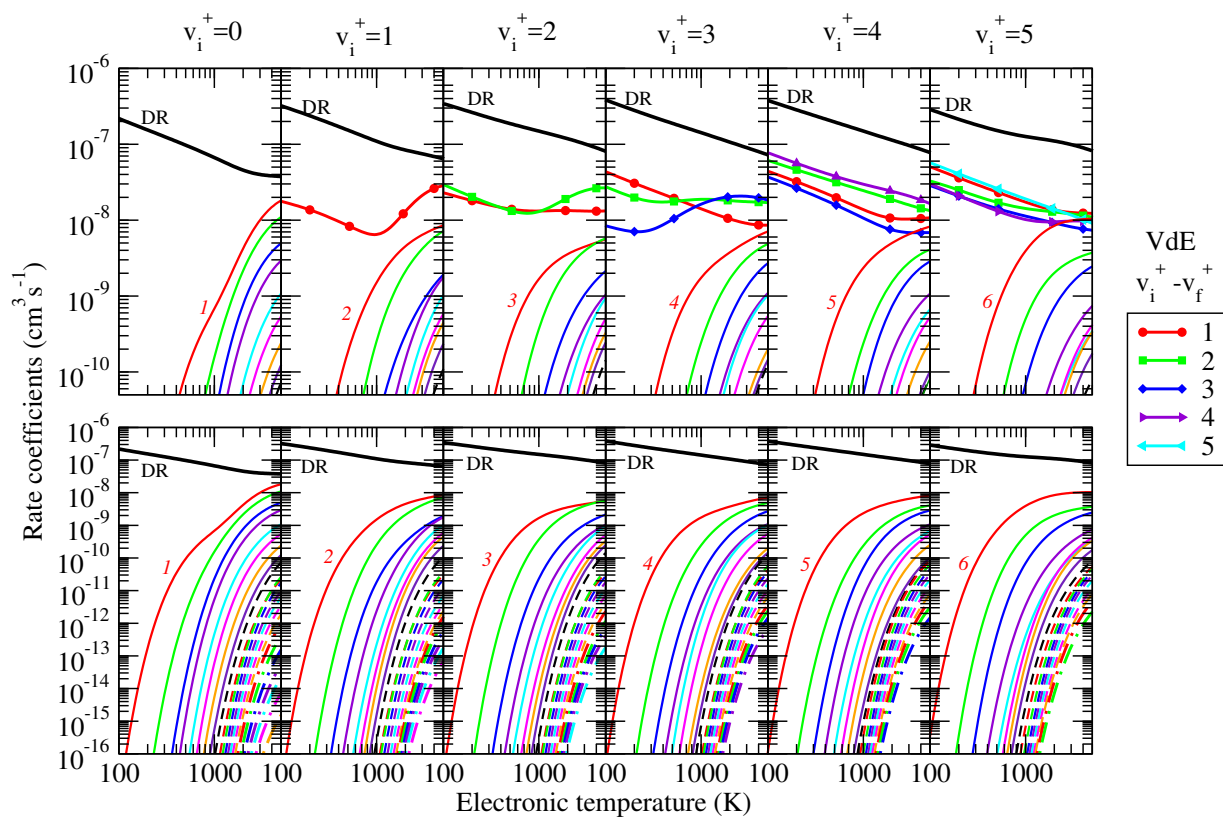 v_i^+=0 v_i^+=1 v_i^+=2 v_i^+=3 v_i^+=4 v_i^+=5
10^-6
10^-7
10^-8
10^-9
10^-10
DR DR DR DR DR DR
1 2 3 4 5 6
VdE
v_i^+ -v_f^+
1
2
3
4
5
Rate coefficients (cm^3 s^-1)
10^-6
10^-7
10^-8
10^-9
10^-10
10^-11
10^-12
10^-13
10^-14
10^-15
10^-16
DR DR DR DR DR DR
1 2 3 4 5 6
100 1000 100 1000 100 1000 100 1000 100 1000 100 1000
Electronic temperature (K)